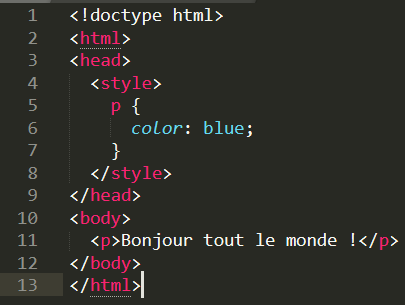 1 <!doctype html>
2 <html>
3 <head>
4   <style>
5     p {
6       color: blue;
7     }
8   </style>
9 </head>
10 <body>
11   <p>Bonjour tout le monde !</p>
12 </body>
13 </html>